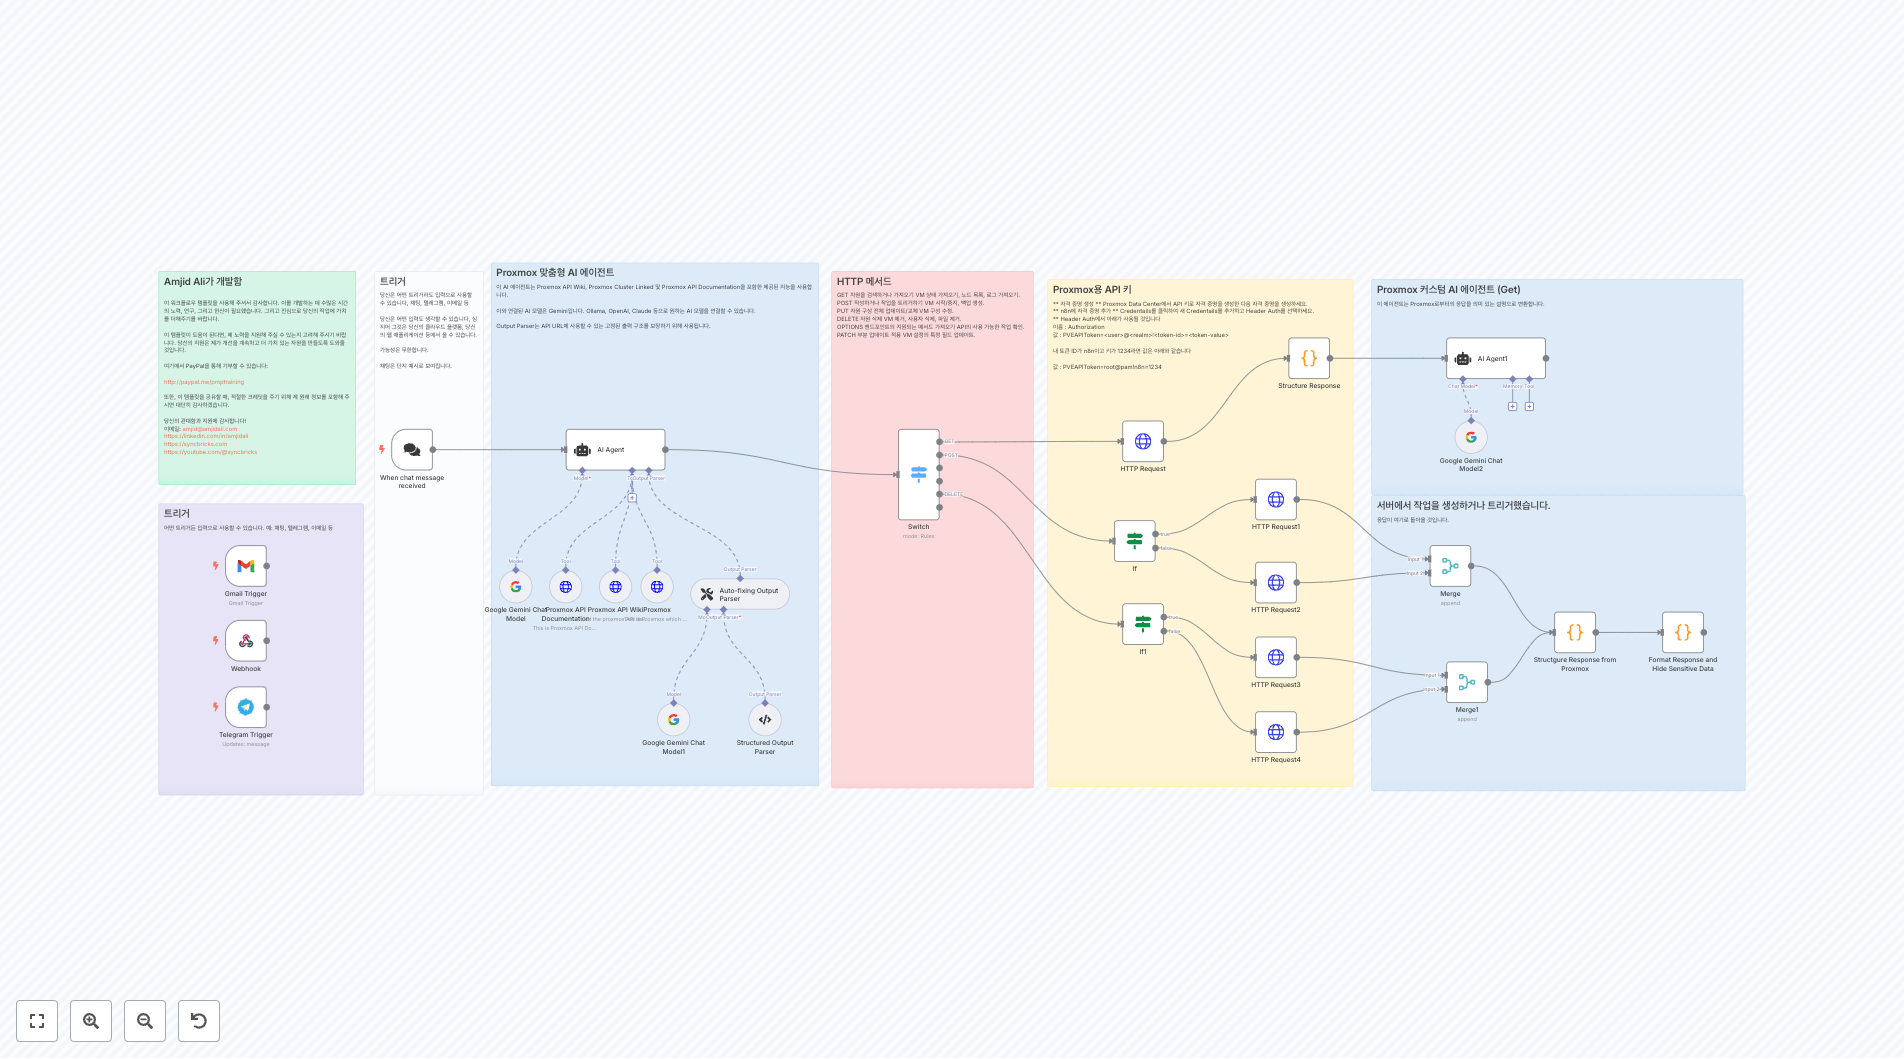 Amjid Ali가 개발함
이 워크플로우 템플릿을 사용해 주셔서 감사합니다. 이를 개발하는 데 수많은 시간
의 노력, 연구, 그리고 헌신이 필요했습니다. 그리고 진심으로 당신의 작업에 가치
를 더해주기를 바랍니다.
이 템플릿이 도움이 된다면, 제 노력을 지원해 주실 수 있는지 고려해 주시기 바랍
니다. 당신의 지원은 제가 개선을 계속하고 더 가치 있는 자원을 만들도록 도와줄
것입니다.
여기에서 PayPal을 통해 기부할 수 있습니다:
http://paypal.me/pmptraining
또한, 이 템플릿을 공유할 때, 적절한 크레딧을 주기 위해 제 원래 정보를 포함해 주
시면 대단히 감사하겠습니다.
당신의 관대함과 지원에 감사합니다!
이메일: amjid@amjidali.com
https://linkedin.com/in/amjidali
https://syncbricks.com
https://youtube.com/@syncbricks
트리거
어떤 트리거든 입력으로 사용할 수 있습니다. 예: 채팅, 텔레그램, 이메일 등
Gmail Trigger
Gmail Trigger
Webhook
Telegram Trigger
Updates: message
트리거
당신은 어떤 트리거라도 입력으로 사용할
수 있습니다, 채팅, 텔레그램, 이메일 등
당신은 어떤 입력도 생각할 수 있습니다, 심
지어 그것은 당신의 클라우드 플랫폼, 당신
의 웹 애플리케이션 등에서 올 수 있습니다.
가능성은 무한합니다.
채팅은 단지 예시로 보여집니다.
When chat message
received
Proxmox 맞춤형 AI 에이전트
이 AI 에이전트는 Proxmox API Wiki, Proxmox Cluster Linked 및 Proxmox API Documentation을 포함한 제공된 지능을 사용합
니다.
이와 연결된 AI 모델은 Gemini입니다. Ollama, OpenAI, Claude 등으로 원하는 AI 모델을 연결할 수 있습니다.
Output Parser는 API URL에 사용할 수 있는 고정된 출력 구조를 보장하기 위해 사용됩니다.
AI Agent
Model*
Output Parser
Model
Tool
Tool
Tool
Output Parser
Google Gemini Chat
Model
Proxmox API
Documentation
This is Proxmox API Do...
Proxmox API Wiki
Proxmox
Auto-fixing Output
Parser
Output Parser*
Model
Output Parser
Google Gemini Chat
Model1
Structured Output
Parser
HTTP 메서드
GET 자원을 검색하거나 가져오기 VM 상태 가져오기, 노드 목록, 로그 가져오기.
POST 작성하거나 작업을 트리거하기 VM 시작/중지, 백업 생성.
PUT 자원 구성 전체 업데이트/교체 VM 구성 수정.
DELETE 자원 삭제 VM 제거, 사용자 삭제, 파일 제거.
OPTIONS 엔드포인트의 지원되는 메서드 가져오기 API의 사용 가능한 작업 확인.
PATCH 부분 업데이트 적용 VM 설정의 특정 필드 업데이트.
GET
POST
DELETE
Switch
mode: Rules
Proxmox용 API 키
** 자격 증명 생성 ** Proxmox Data Center에서 API 키로 자격 증명을 생성한 다음 자격 증명을 생성하세요.
** n8n에 자격 증명 추가 ** Credentails를 클릭하여 새 Credentails를 추가하고 Header Auth를 선택하세요.
** Header Auth에서 아래가 사용될 것입니다
이름 : Authorization
값 : PVEAPIToken=<user>@<realm>!<token-id>=<token-value>
내 토큰 ID가 n8n이고 키가 1234라면 값은 아래와 같습니다
값 : PVEAPIToken=root@pam!n8n=1234
Structure Response
HTTP Request
If
true
false
If1
true
false
HTTP Request1
HTTP Request2
HTTP Request3
HTTP Request4
Proxmox 커스텀 AI 에이전트 (Get)
이 에이전트는 Proxmox로부터의 응답을 의미 있는 설명으로 변환합니다.
AI Agent1
Chat Model*
Memory
Tool
Model
Google Gemini Chat
Model2
서버에서 작업을 생성하거나 트리거했습니다.
응답이 여기로 돌아올 것입니다.
Input 1
Input 2
Merge
append
Input 1
Input 2
Merge1
append
Structgure Response from
Proxmox
Format Response and
Hide Sensitive Data